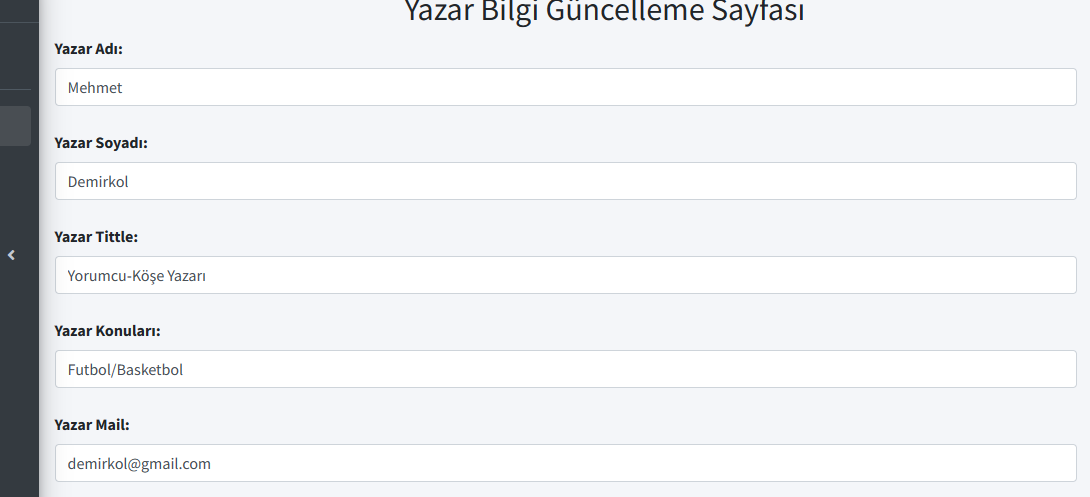 Yazar Bilgi Güncelleme Sayfası
Yazar Adı:
Mehmet
Yazar Soyadı:
Demirkol
Yazar Tittle:
Yorumcu-Köşe Yazarı
Yazar Konuları:
Futbol/Basketbol
Yazar Mail:
demirkol@gmail.com